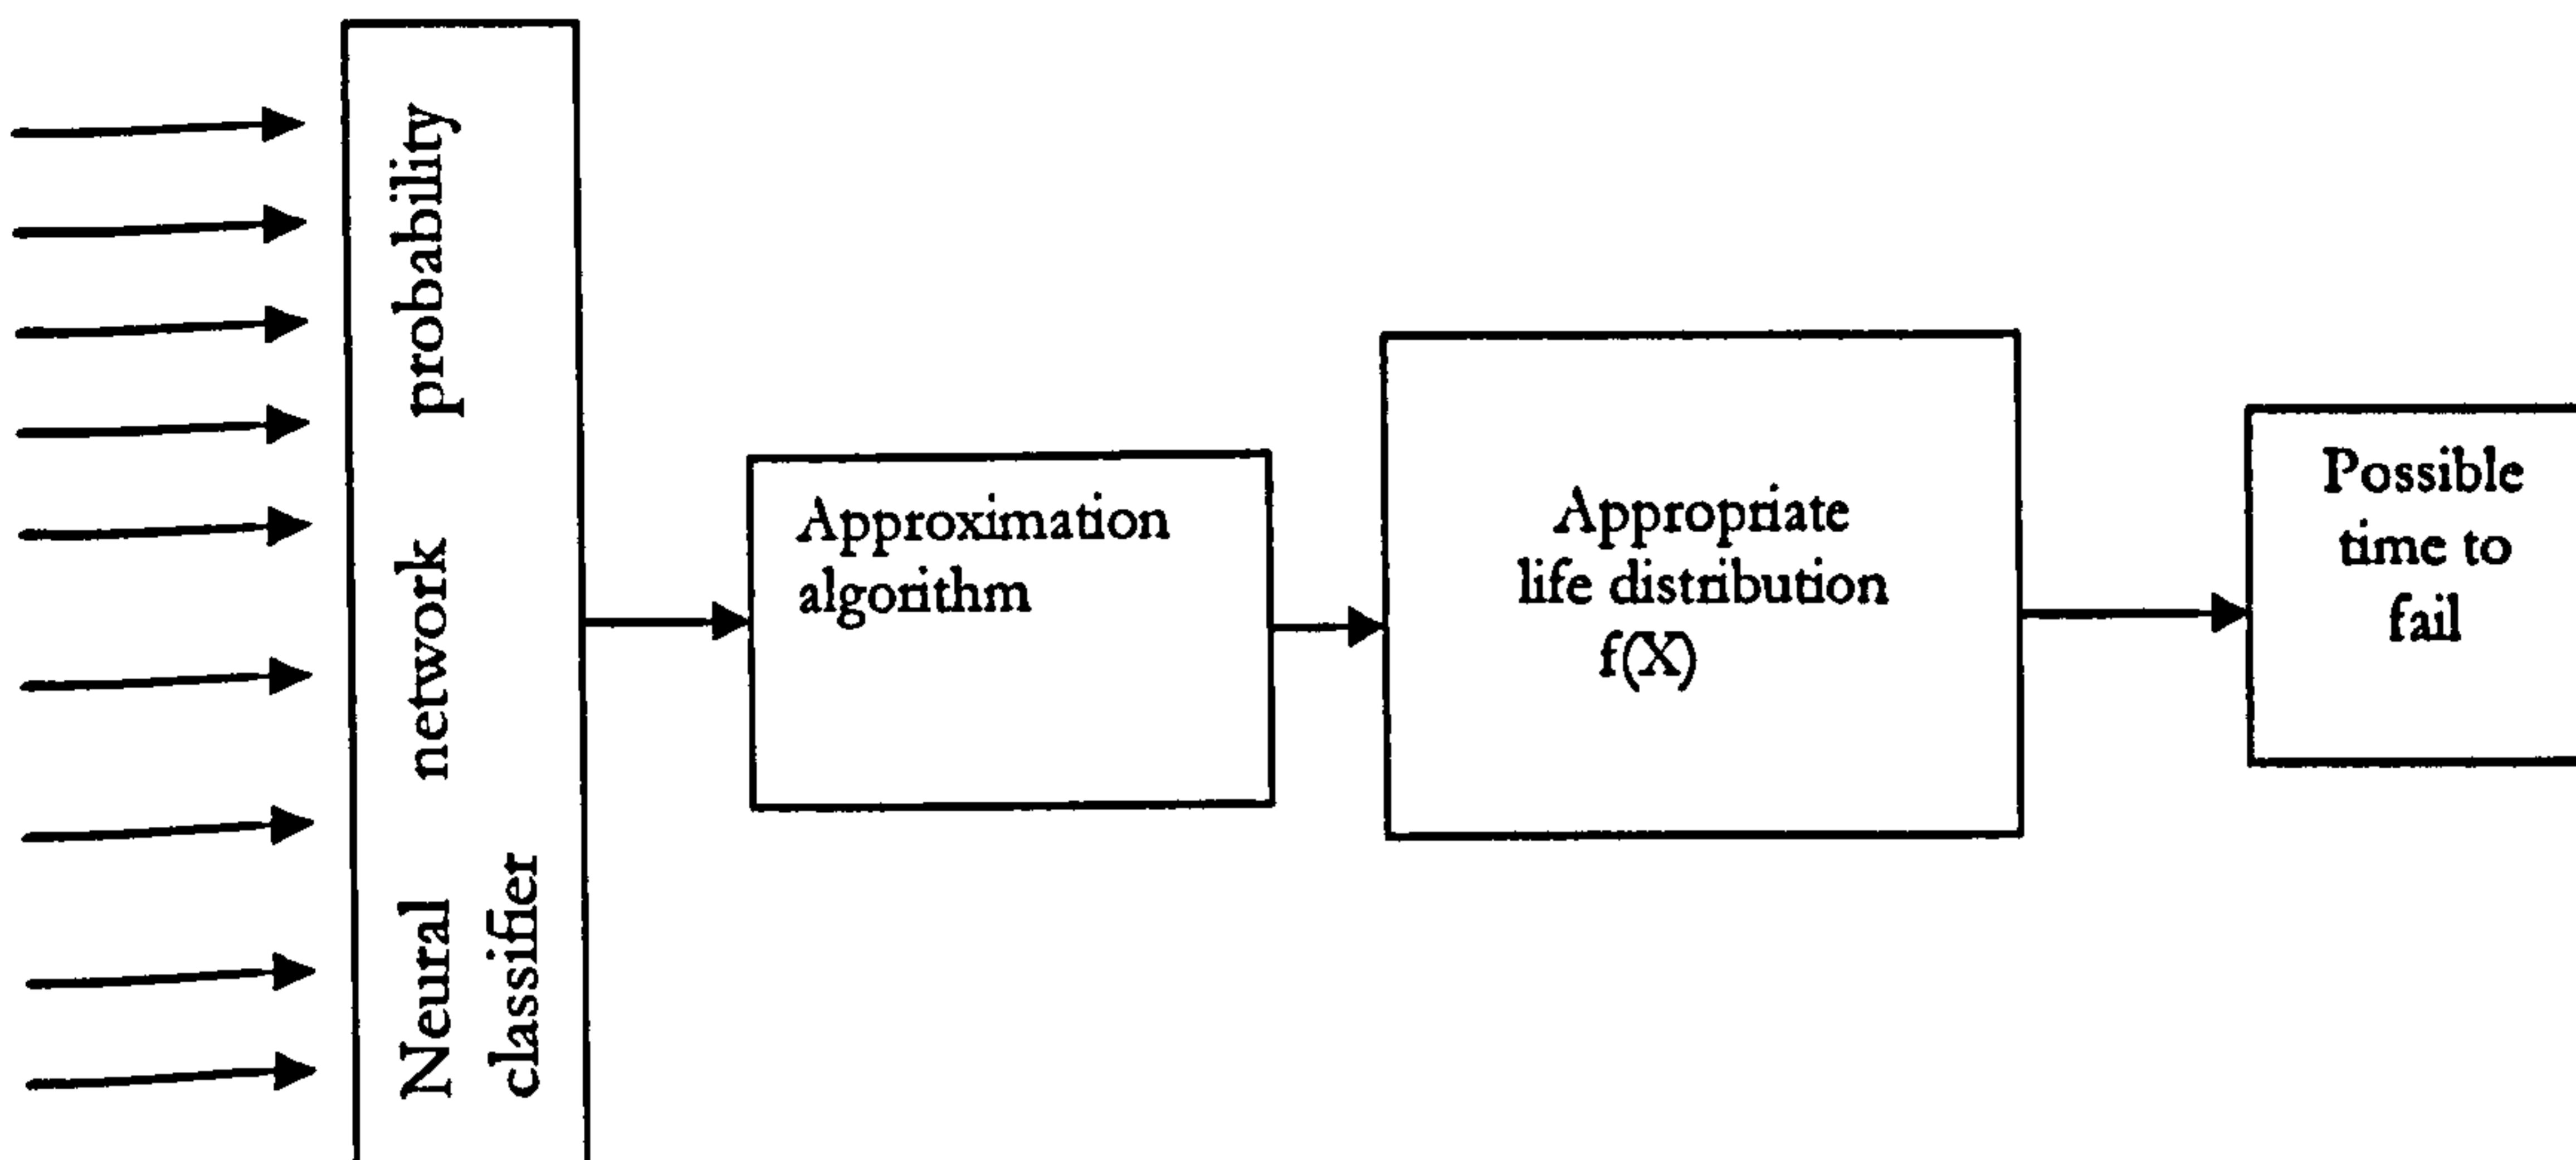 Neural network probability
classifier
Approximation
algorithm
Appropriate
life distribution
f(X)
Possible
time to
fail